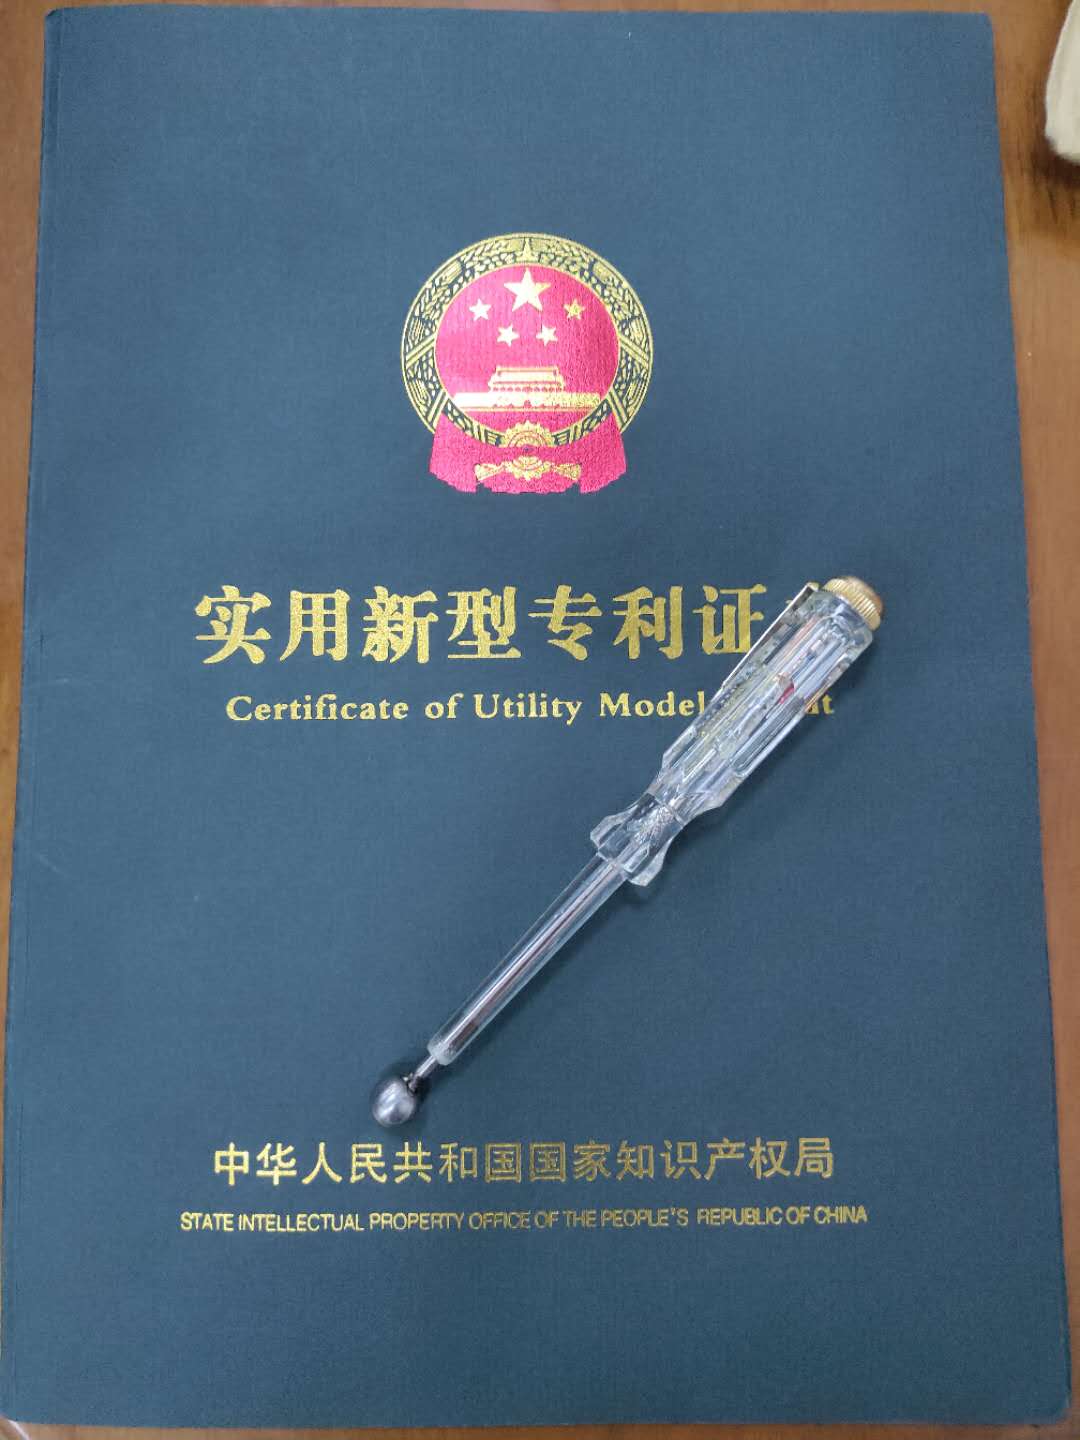 实用新型专利证
Certificate of Utility Model
中华人民共和国国家知识产权局
STATE INTELLECTUAL PROPERTY OFFICE OF THE PEOPLE'S REPUBLIC OF CHINA